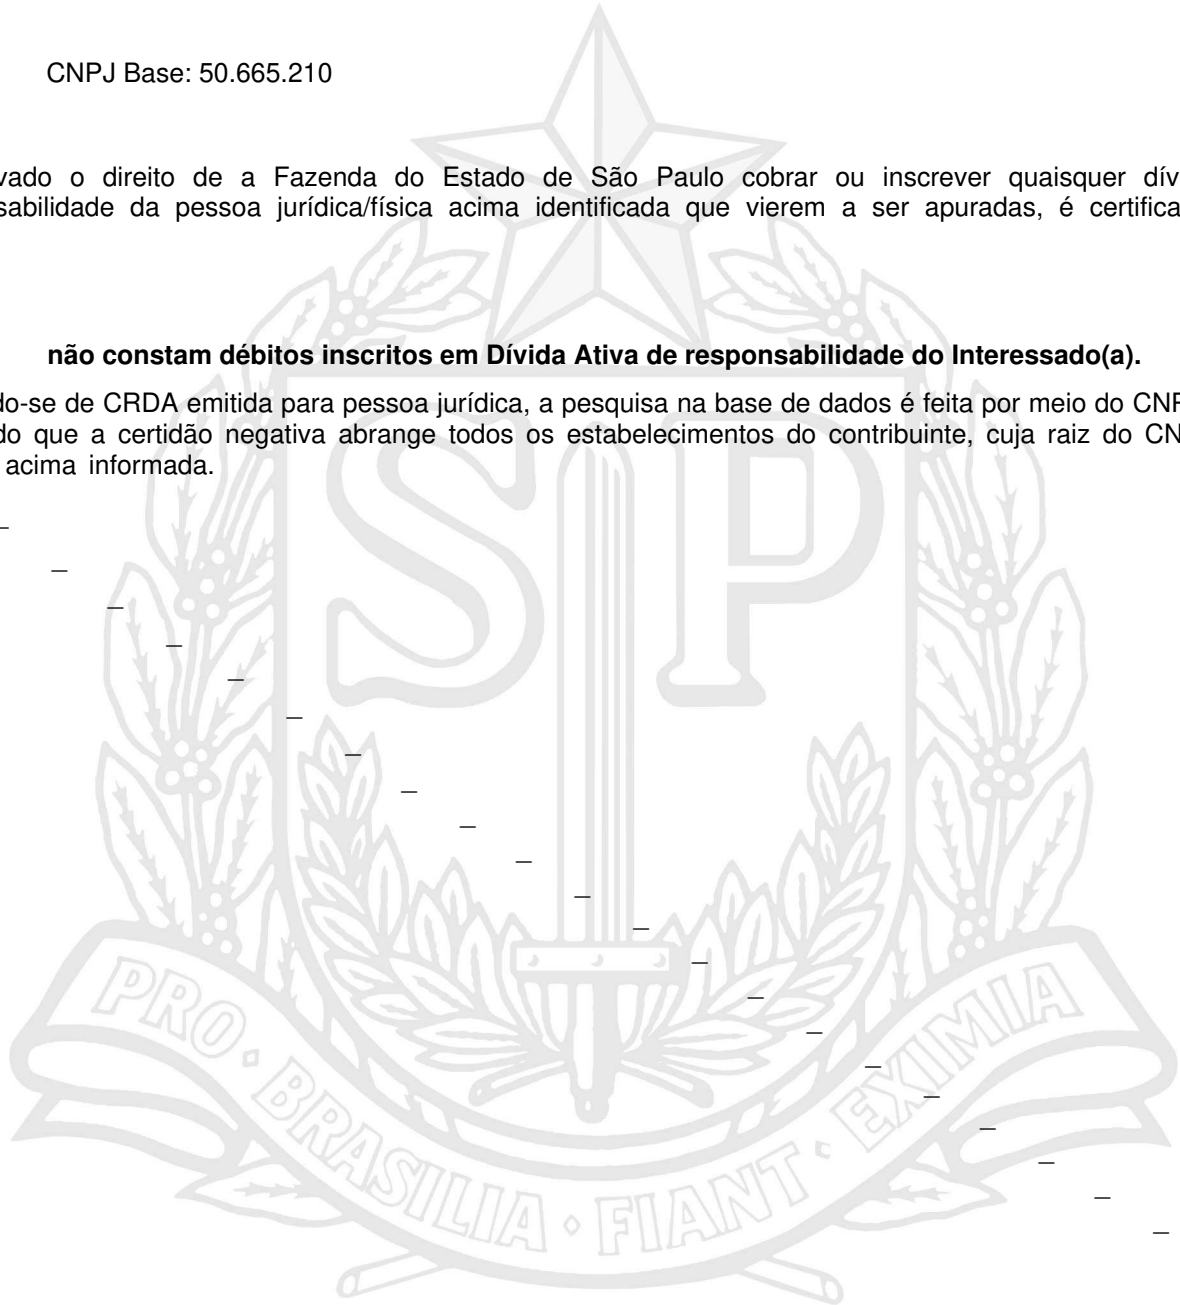 CNPJ Base: 50.665.210
vado o direito de a Fazenda do Estado de São Paulo cobrar ou inscrever quaisquer dív
sabilidade da pessoa jurídica/física acima identificada que vierem a ser apuradas, é certifica
não constam débitos inscritos em Dívida Ativa de responsabilidade do Interessado(a).
do-se de CRDA emitida para pessoa jurídica, a pesquisa na base de dados é feita por meio do CNP
do que a certidão negativa abrange todos os estabelecimentos do contribuinte, cuja raiz do CN
acima informada.
SP
PRO · BRASILIA · FIANT · EXIMIA